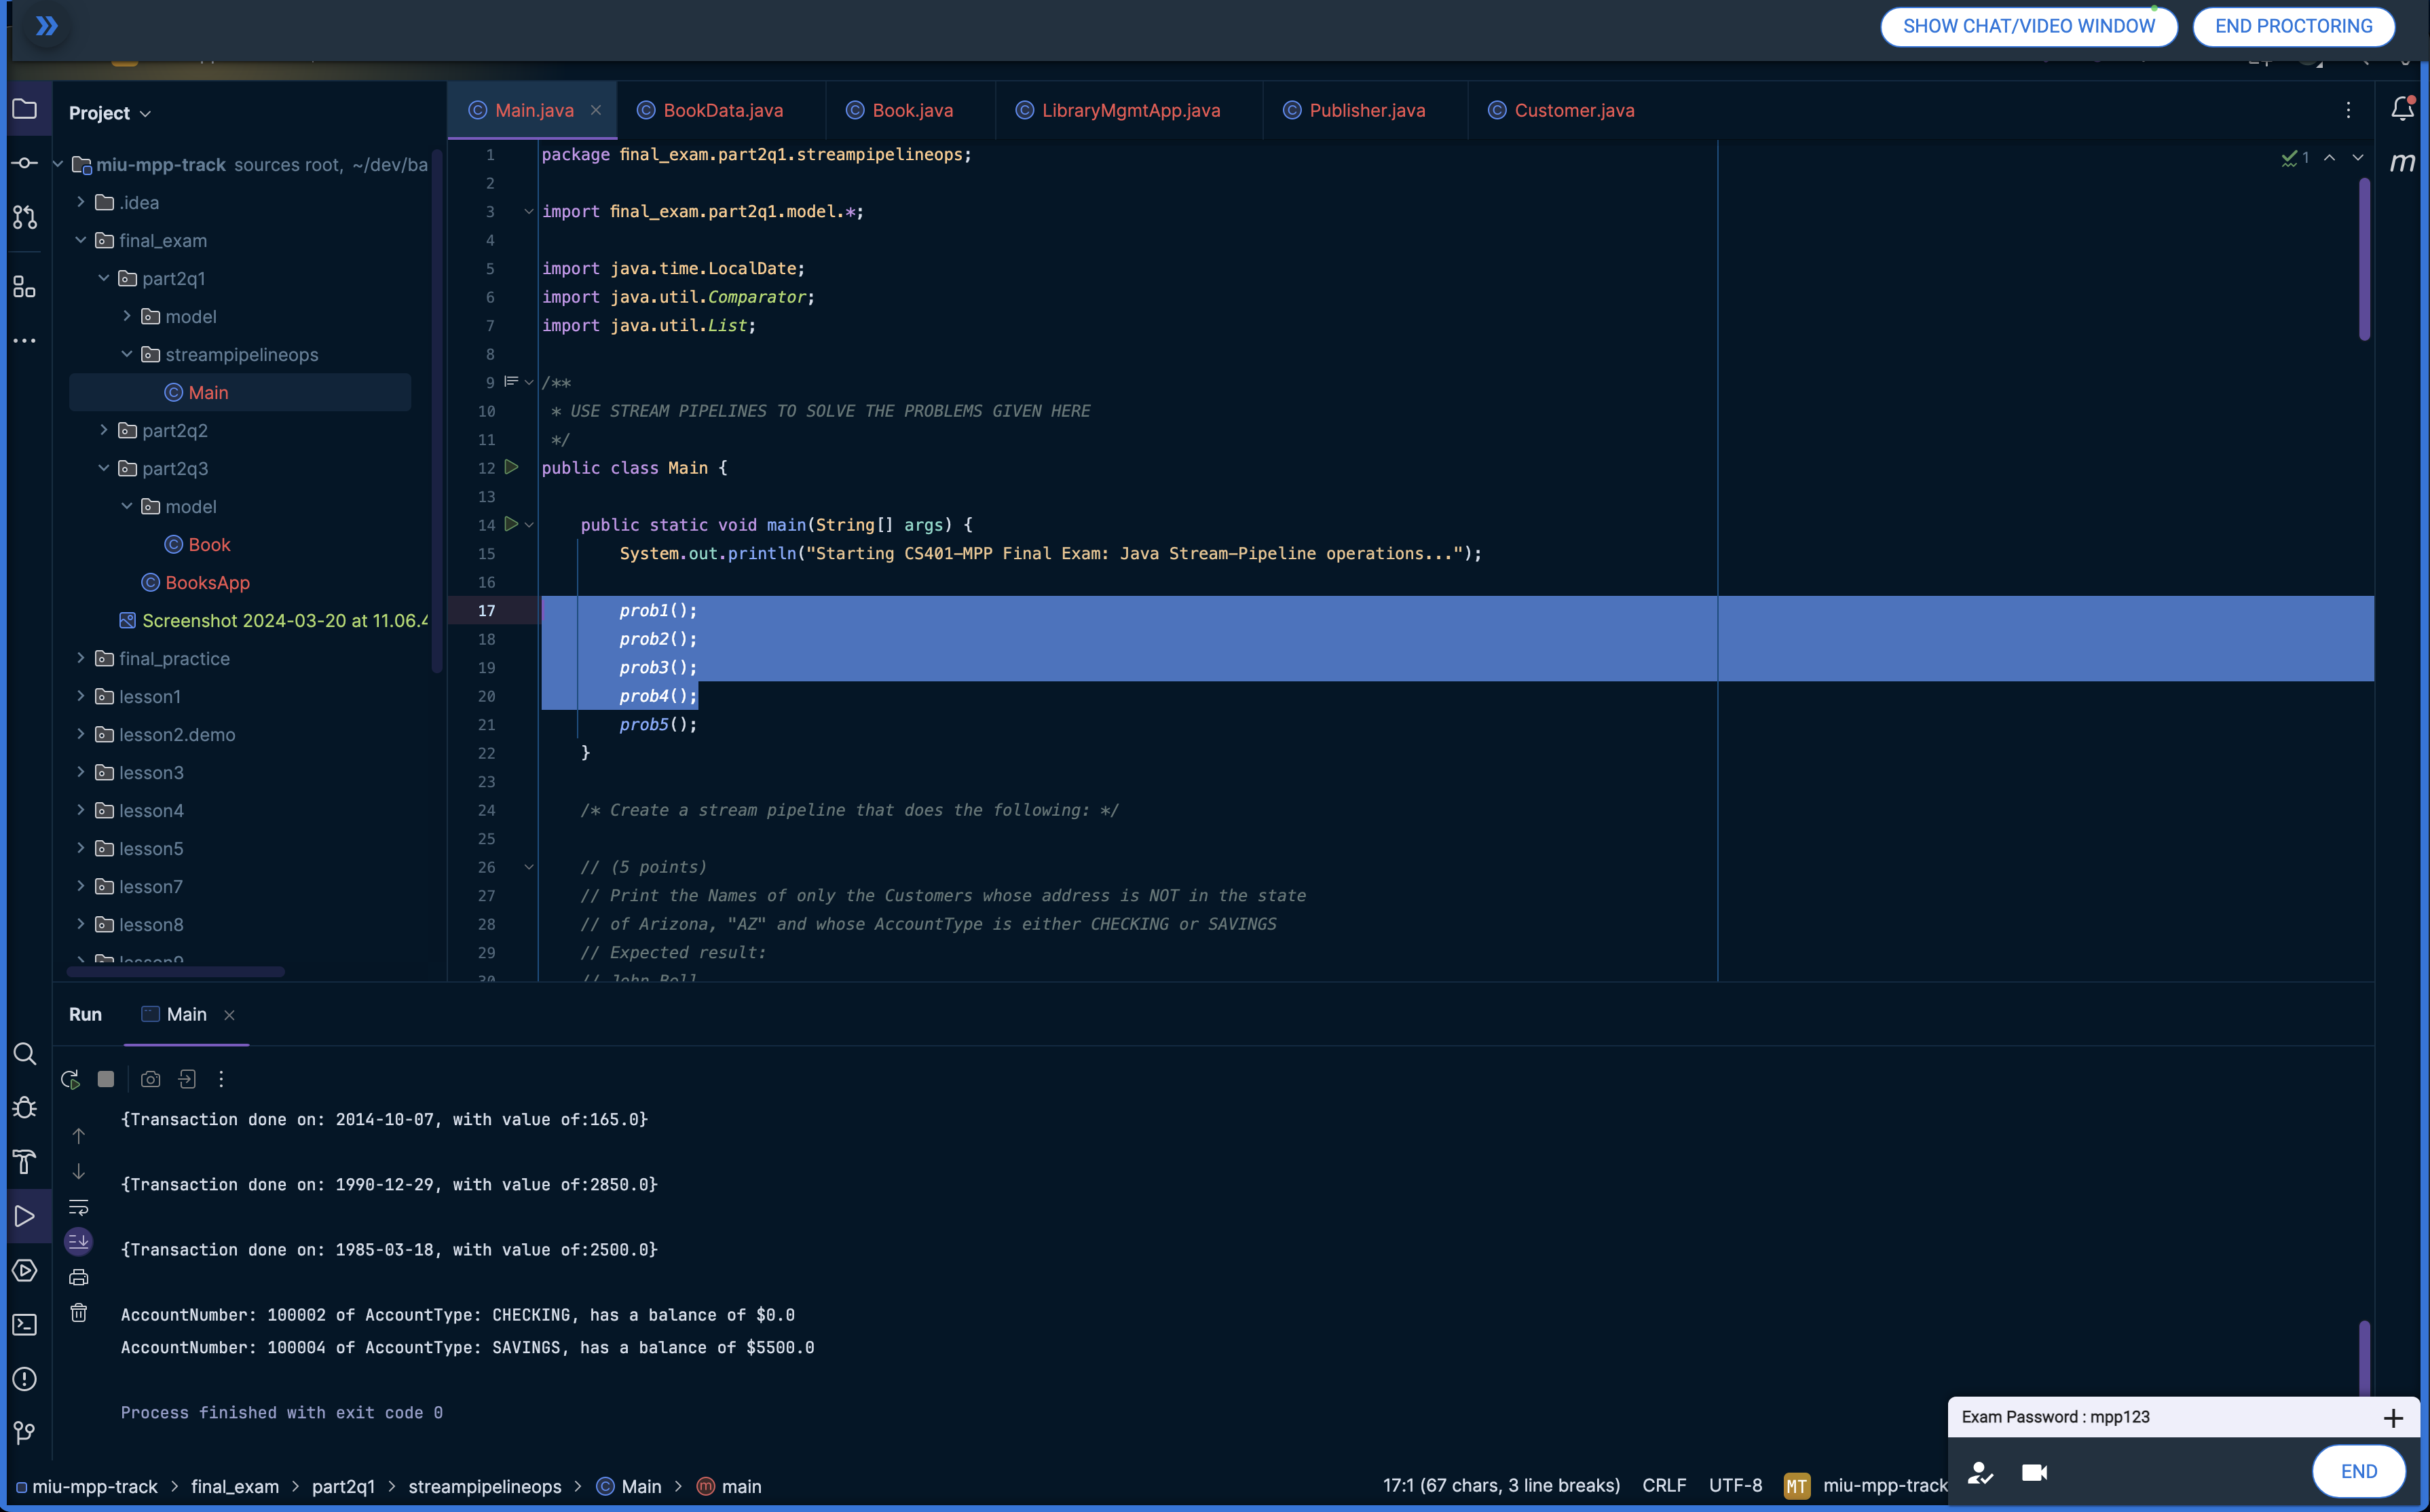 SHOW CHAT/VIDEO WINDOW
END PROCTORING
Project
Main.java
BookData.java
Book.java
LibraryMgmtApp.java
Publisher.java
Customer.java
miu-mpp-track sources root, ~/dev/ba
.idea
final_exam
part2q1
model
streampipelineops
Main
part2q2
part2q3
model
Book
BooksApp
Screenshot 2024-03-20 at 11.06.4
final_practice
lesson1
lesson2.demo
lesson3
lesson4
lesson5
lesson7
lesson8
lesson9
1 package final_exam.part2q1.streampipelineops;
2
3 import final_exam.part2q1.model.*;
4
5 import java.time.LocalDate;
6 import java.util.Comparator;
7 import java.util.List;
8
9 /**
10 * USE STREAM PIPELINES TO SOLVE THE PROBLEMS GIVEN HERE
11 */
12 public class Main {
13
14 public static void main(String[] args) {
15 System.out.println("Starting CS401-MPP Final Exam: Java Stream-Pipeline operations...");
16
17 prob1();
18 prob2();
19 prob3();
20 prob4();
21 prob5();
22 }
23
24 /* Create a stream pipeline that does the following: */
25
26 // (5 points)
27 // Print the Names of only the Customers whose address is NOT in the state
28 // of Arizona, "AZ" and whose AccountType is either CHECKING or SAVINGS
29 // Expected result:
30 // John Bell
1
m
Run
Main
{Transaction done on: 2014-10-07, with value of:165.0}
{Transaction done on: 1990-12-29, with value of:2850.0}
{Transaction done on: 1985-03-18, with value of:2500.0}
AccountNumber: 100002 of AccountType: CHECKING, has a balance of $0.0
AccountNumber: 100004 of AccountType: SAVINGS, has a balance of $5500.0
Process finished with exit code 0
Exam Password : mpp123
END
miu-mpp-track > final_exam > part2q1 > streampipelineops > Main > main
17:1 (67 chars, 3 line breaks)
CRLF
UTF-8
MT
miu-mpp-track